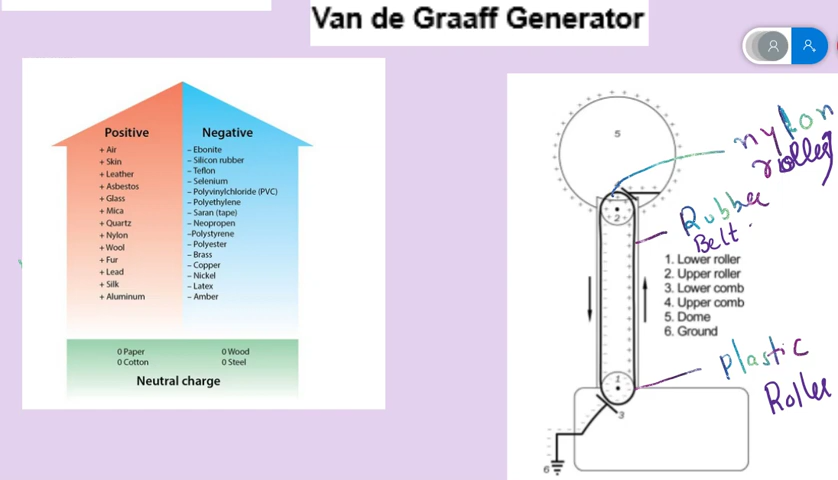 Van de Graaff Generator
Positive
+ Air
+ Skin
+ Leather
+ Asbestos
+ Glass
+ Mica
+ Quartz
+ Nylon
+ Wool
+ Fur
+ Lead
+ Silk
+ Aluminum
Negative
– Ebonite
– Silicon rubber
– Teflon
– Selenium
– Polyvinylchloride (PVC)
– Polyethylene
– Saran (tape)
– Neopropen
–Polystyrene
– Polyester
– Brass
– Copper
– Nickel
– Latex
– Amber
0 Paper
0 Cotton
0 Wood
0 Steel
Neutral charge
5
4
2
nylon
roller
Rubber
Belt.
1. Lower roller
2. Upper roller
3. Lower comb
4. Upper comb
5. Dome
6. Ground
Plastic
Roller
1
3
6